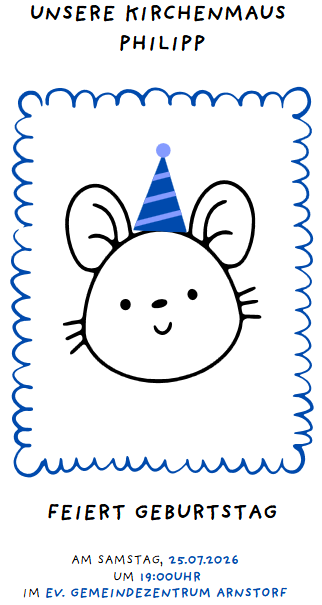 UNSERE KIRCHENMAUS
PHILIPP
FEIERT GEBURTSTAG
AM SAMSTAG, 25.07.2026
UM 19:00UHR
IM EV. GEMEINDEZENTRUM ARNSTORF